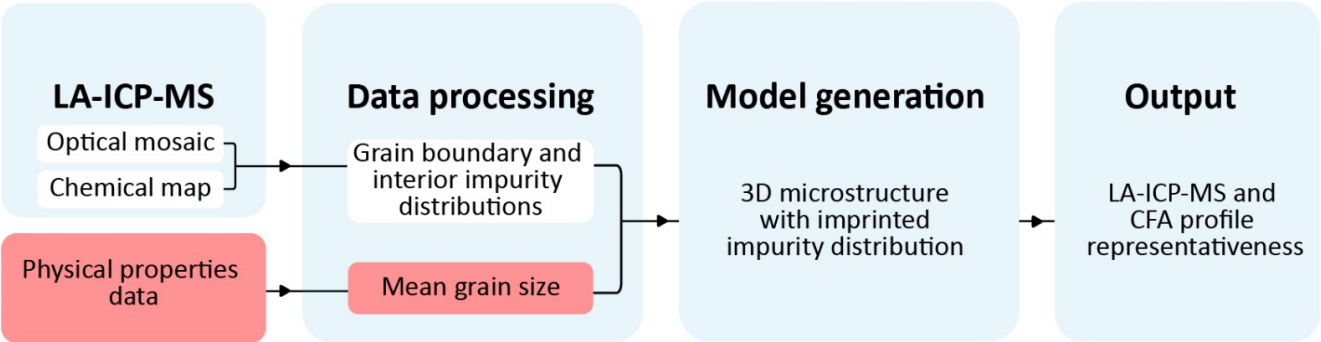 LA-ICP-MS
Optical mosaic
Chemical map
Physical properties
data
Data processing
Grain boundary and
interior impurity
distributions
Mean grain size
Model generation
3D microstructure
with imprinted
impurity distribution
Output
LA-ICP-MS and
CFA profile
representativeness